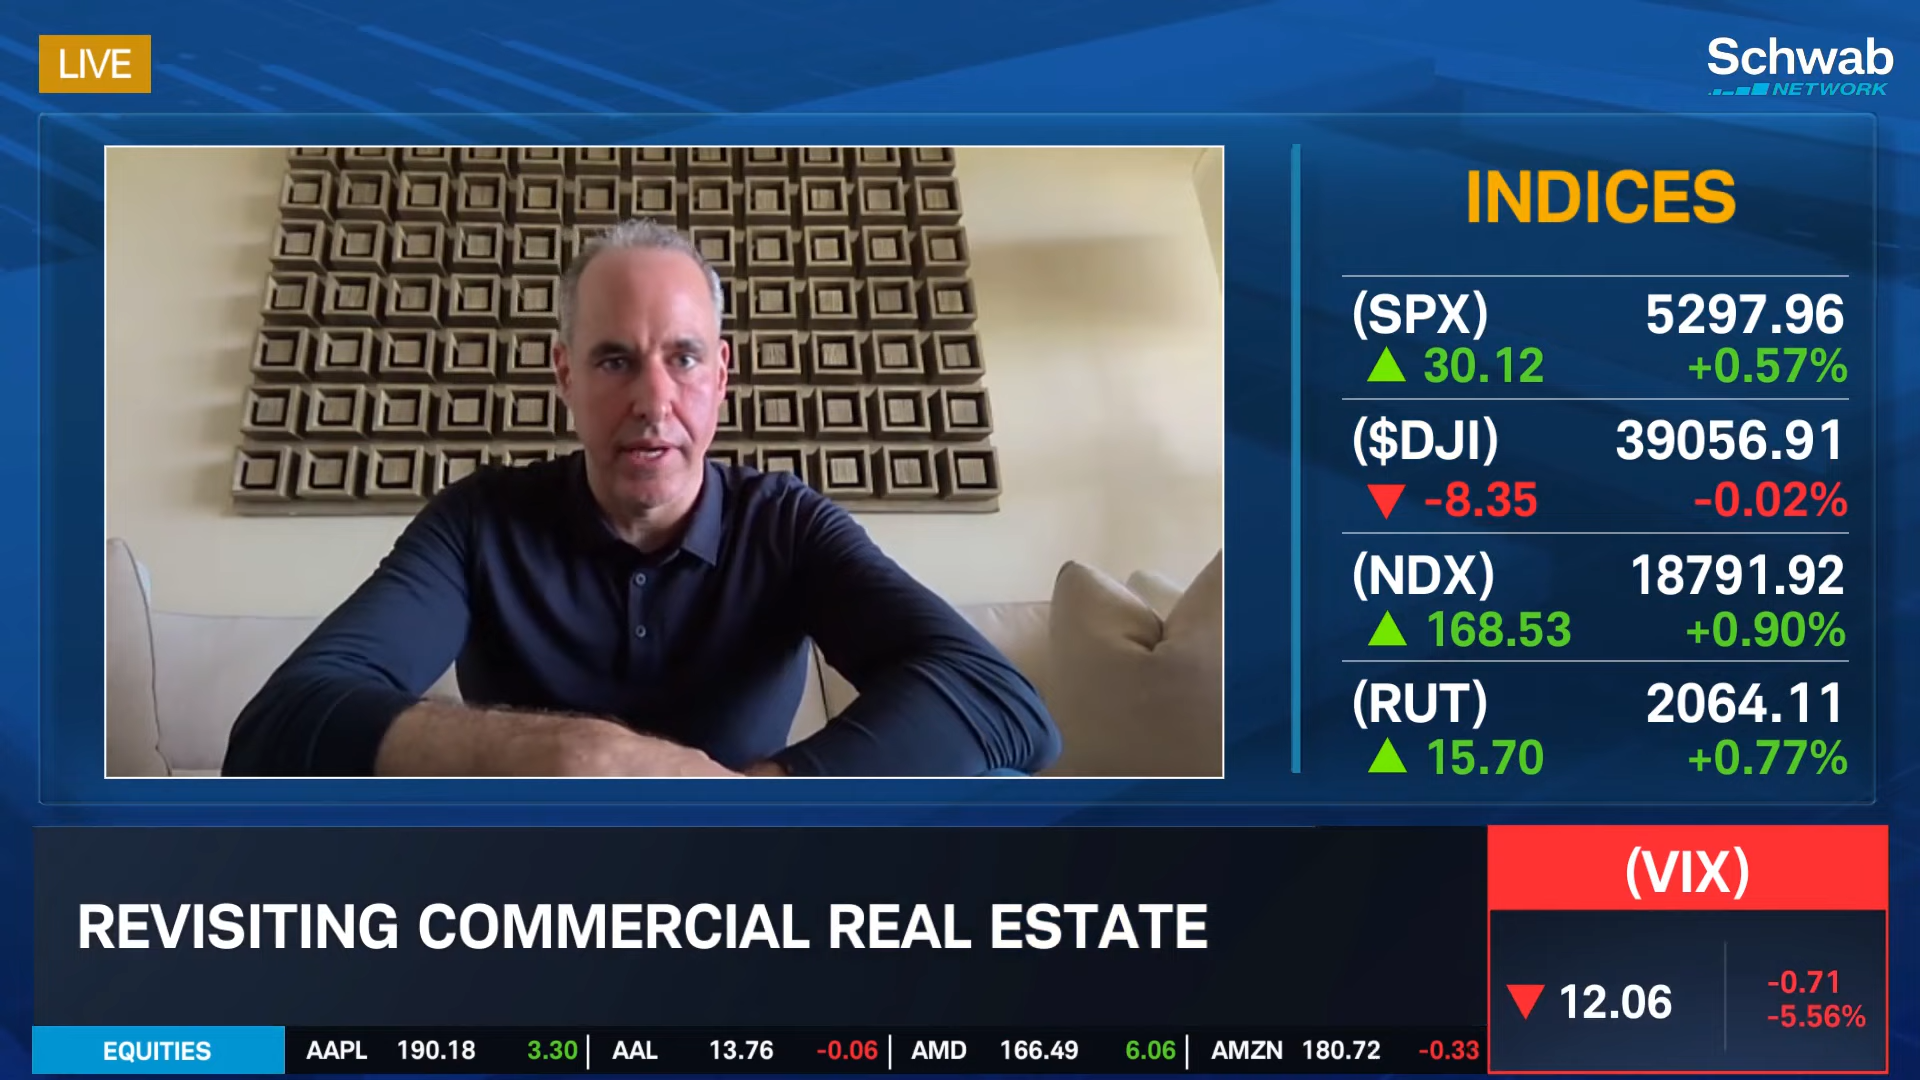 LIVE
Schwab
NETWORK
INDICES
(SPX) 5297.96
▲ 30.12 +0.57%
($DJI) 39056.91
▼ -8.35 -0.02%
(NDX) 18791.92
▲ 168.53 +0.90%
(RUT) 2064.11
▲ 15.70 +0.77%
REVISITING COMMERCIAL REAL ESTATE
(VIX)
▼ 12.06
-0.71
-5.56%
EQUITIES AAPL 190.18 3.30 | AAL 13.76 -0.06 | AMD 166.49 6.06 | AMZN 180.72 -0.33